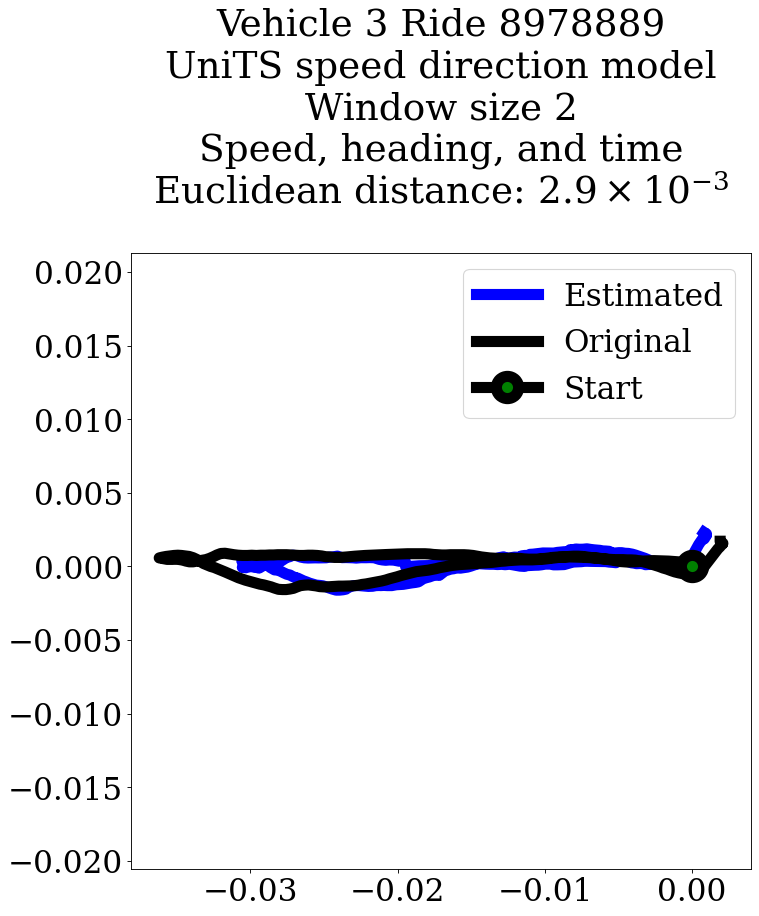 Vehicle 3 Ride 8978889
UniTS speed direction model
Window size 2
Speed, heading, and time
Euclidean distance: 2.9 × 10⁻³
Estimated
Original
Start
0.020
0.015
0.010
0.005
0.000
−0.005
−0.010
−0.015
−0.020
−0.03 −0.02 −0.01 0.00